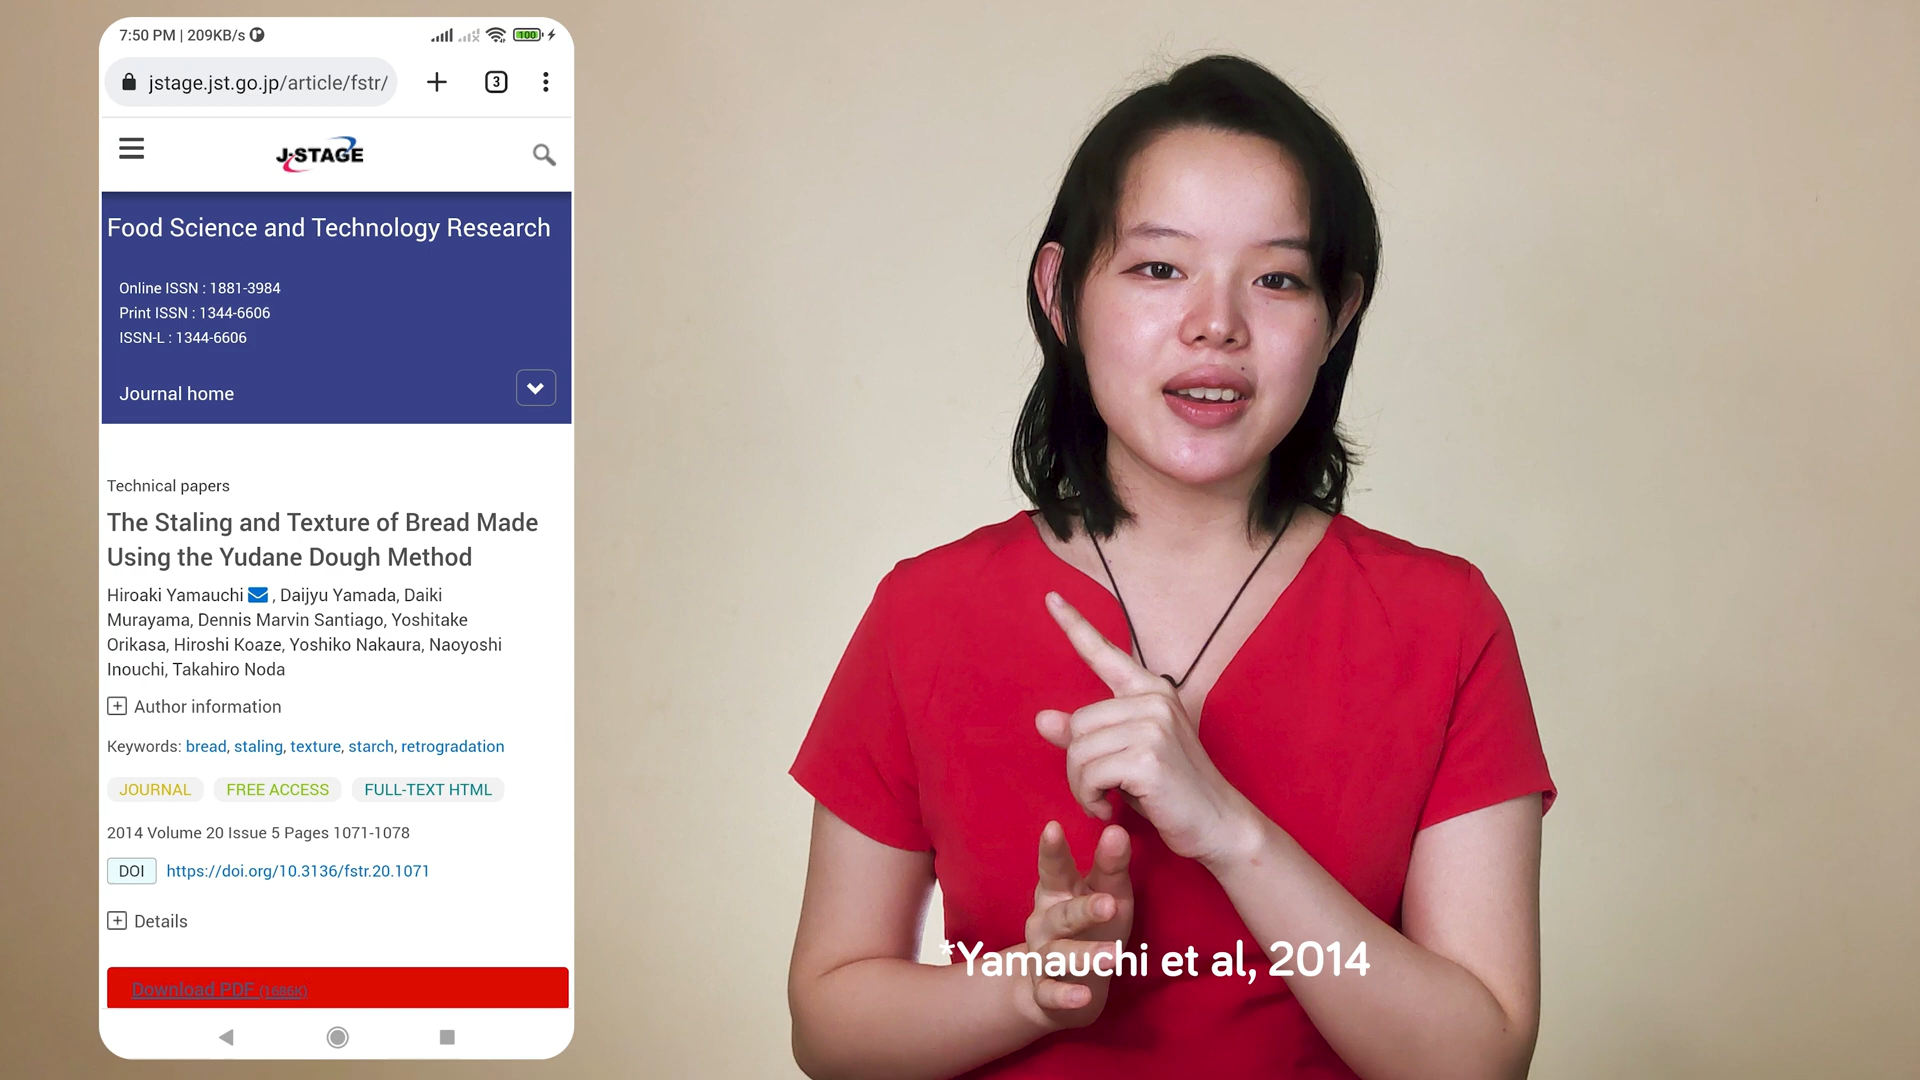 7:50 PM | 209KB/s
100
jstage.jst.go.jp/article/fstr/
3
J-STAGE
Food Science and Technology Research
Online ISSN : 1881-3984
Print ISSN : 1344-6606
ISSN-L : 1344-6606
Journal home
Technical papers
The Staling and Texture of Bread Made
Using the Yudane Dough Method
Hiroaki Yamauchi , Daijyu Yamada, Daiki
Murayama, Dennis Marvin Santiago, Yoshitake
Orikasa, Hiroshi Koaze, Yoshiko Nakaura, Naoyoshi
Inouchi, Takahiro Noda
Author information
Keywords: bread, staling, texture, starch, retrogradation
JOURNAL FREE ACCESS FULL-TEXT HTML
2014 Volume 20 Issue 5 Pages 1071-1078
DOI https://doi.org/10.3136/fstr.20.1071
Details
Download PDF (1686K)
*Yamauchi et al, 2014